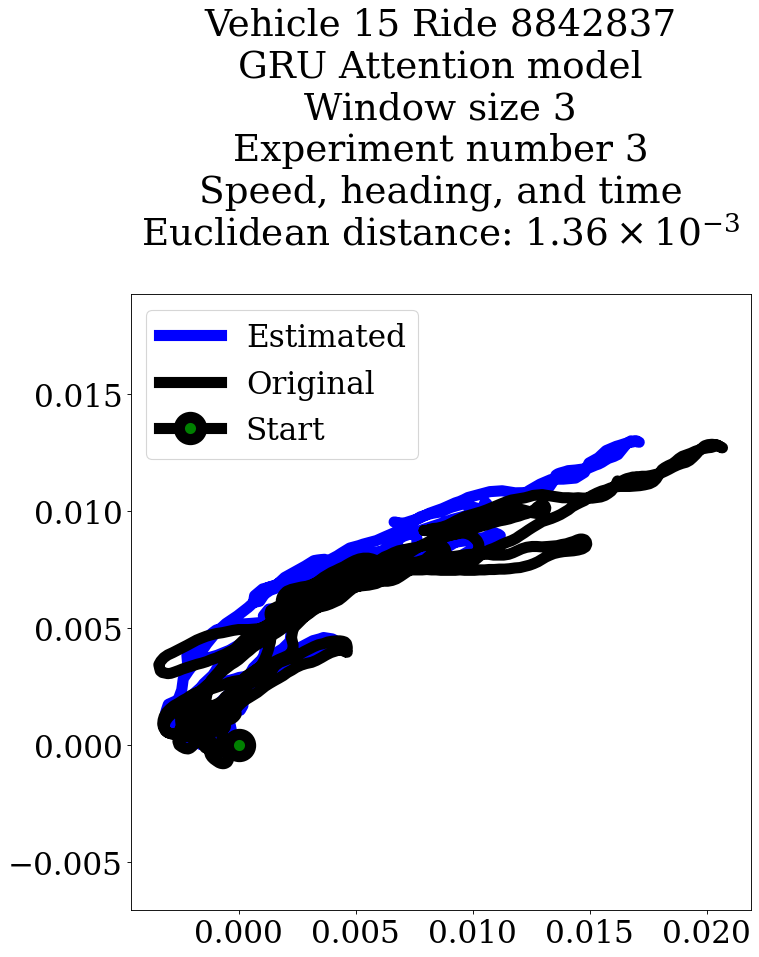 Vehicle 15 Ride 8842837
GRU Attention model
Window size 3
Experiment number 3
Speed, heading, and time
Euclidean distance: 1.36 × 10⁻³
Estimated
Original
Start
0.015
0.010
0.005
0.000
−0.005
0.000 0.005 0.010 0.015 0.020